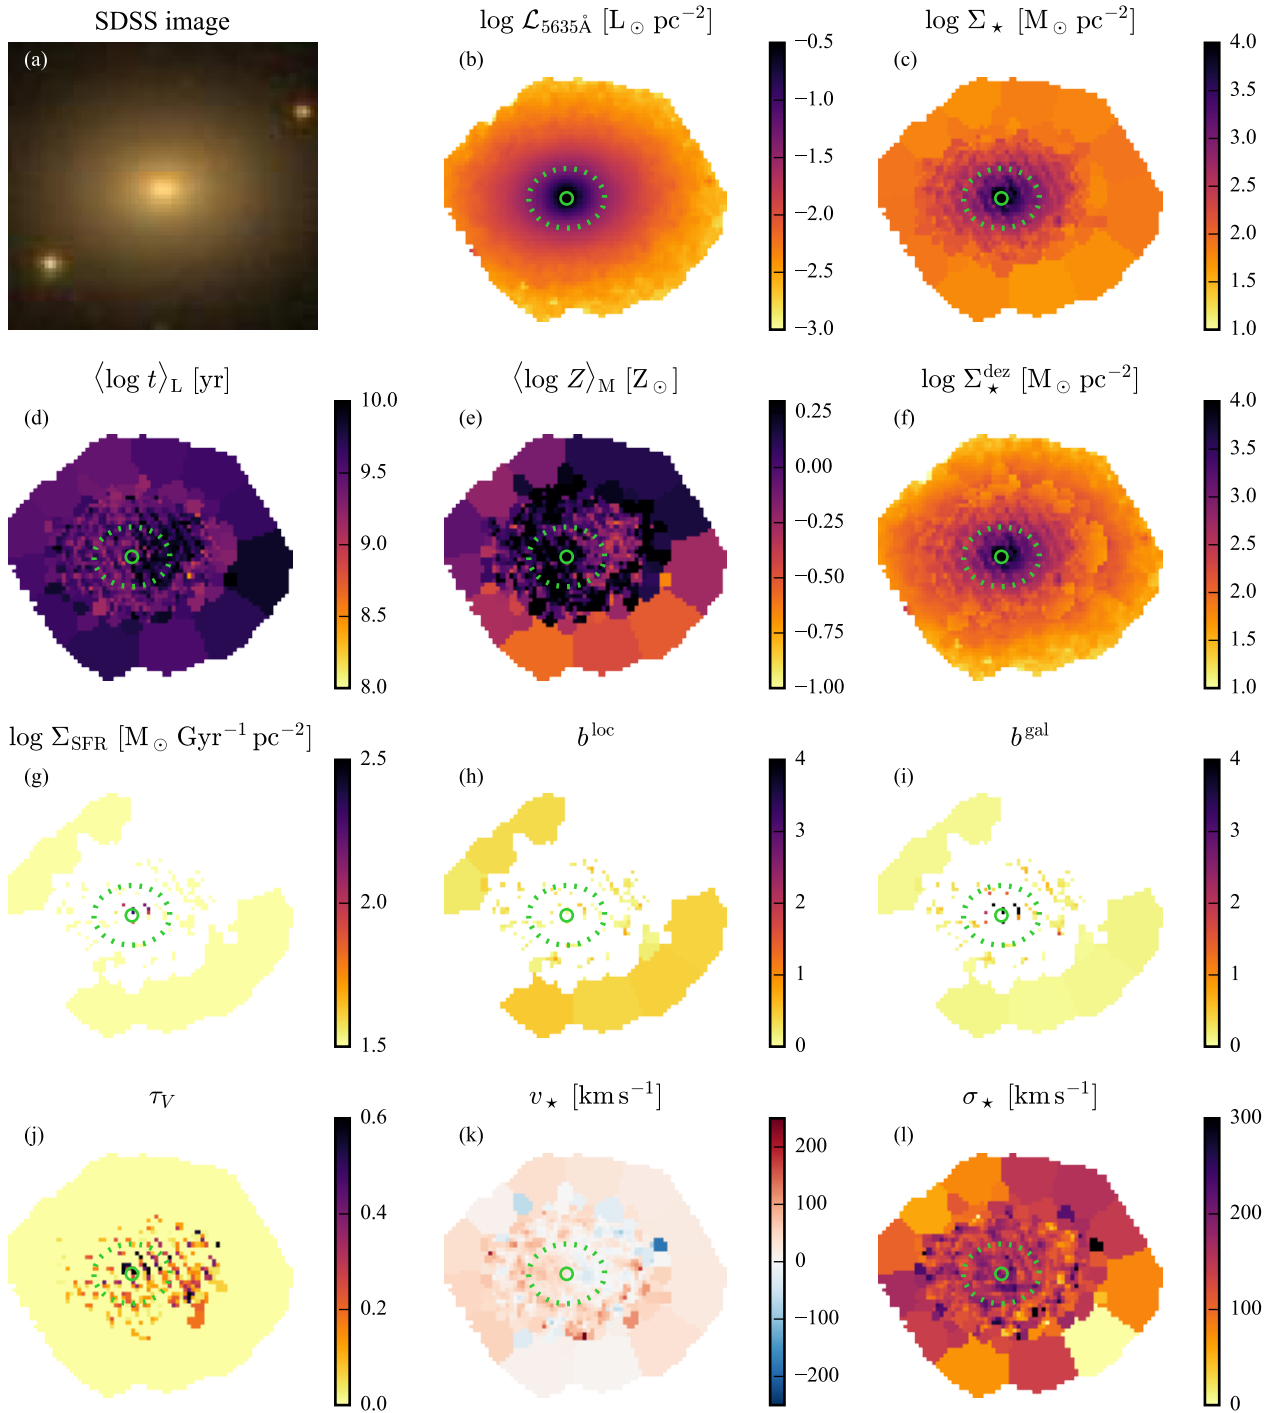 SDSS image
log ℒ₅₆₃₅Å [L⊙ pc⁻²]
log Σ⋆ [M⊙ pc⁻²]
(a)
(b)
−0.5
−1.0
−1.5
−2.0
−2.5
−3.0
(c)
4.0
3.5
3.0
2.5
2.0
1.5
1.0
⟨log t⟩L [yr]
⟨log Z⟩M [Z⊙]
log Σ⋆ᵈᵉᶻ [M⊙ pc⁻²]
(d)
10.0
9.5
9.0
8.5
8.0
(e)
0.25
0.00
−0.25
−0.50
−0.75
−1.00
(f)
4.0
3.5
3.0
2.5
2.0
1.5
1.0
log ΣSFR [M⊙ Gyr⁻¹ pc⁻²]
bˡᵒᶜ
bᵍᵃˡ
(g)
2.5
2.0
1.5
(h)
4
3
2
1
0
(i)
4
3
2
1
0
τV
v⋆ [km s⁻¹]
σ⋆ [km s⁻¹]
(j)
0.6
0.4
0.2
0.0
(k)
200
100
0
−100
−200
(l)
300
200
100
0